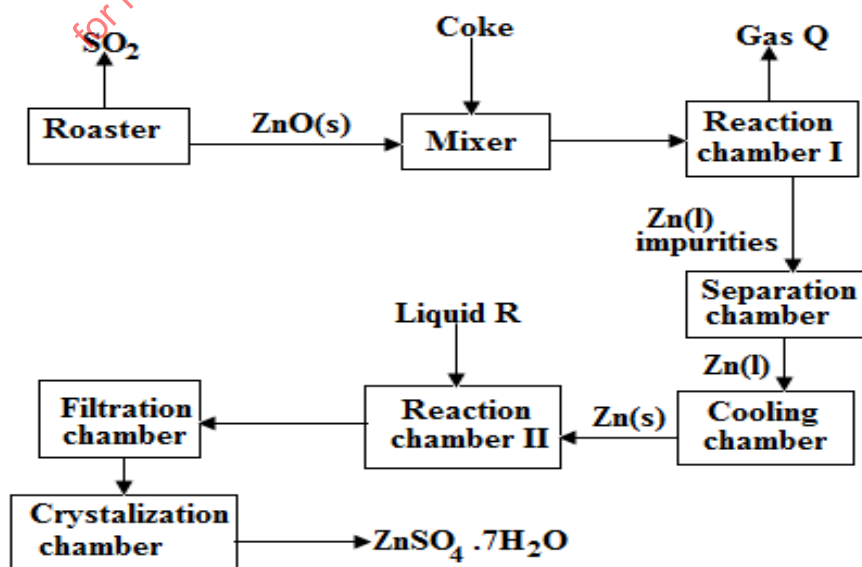 for
SO₂
Coke
Gas Q
Roaster
ZnO(s)
Mixer
Reaction
chamber I
Zn(l)
impurities
Separation
chamber
Liquid R
Zn(l)
Filtration
chamber
Reaction
chamber II
Zn(s)
Cooling
chamber
Crystalization
chamber
ZnSO₄ .7H₂O